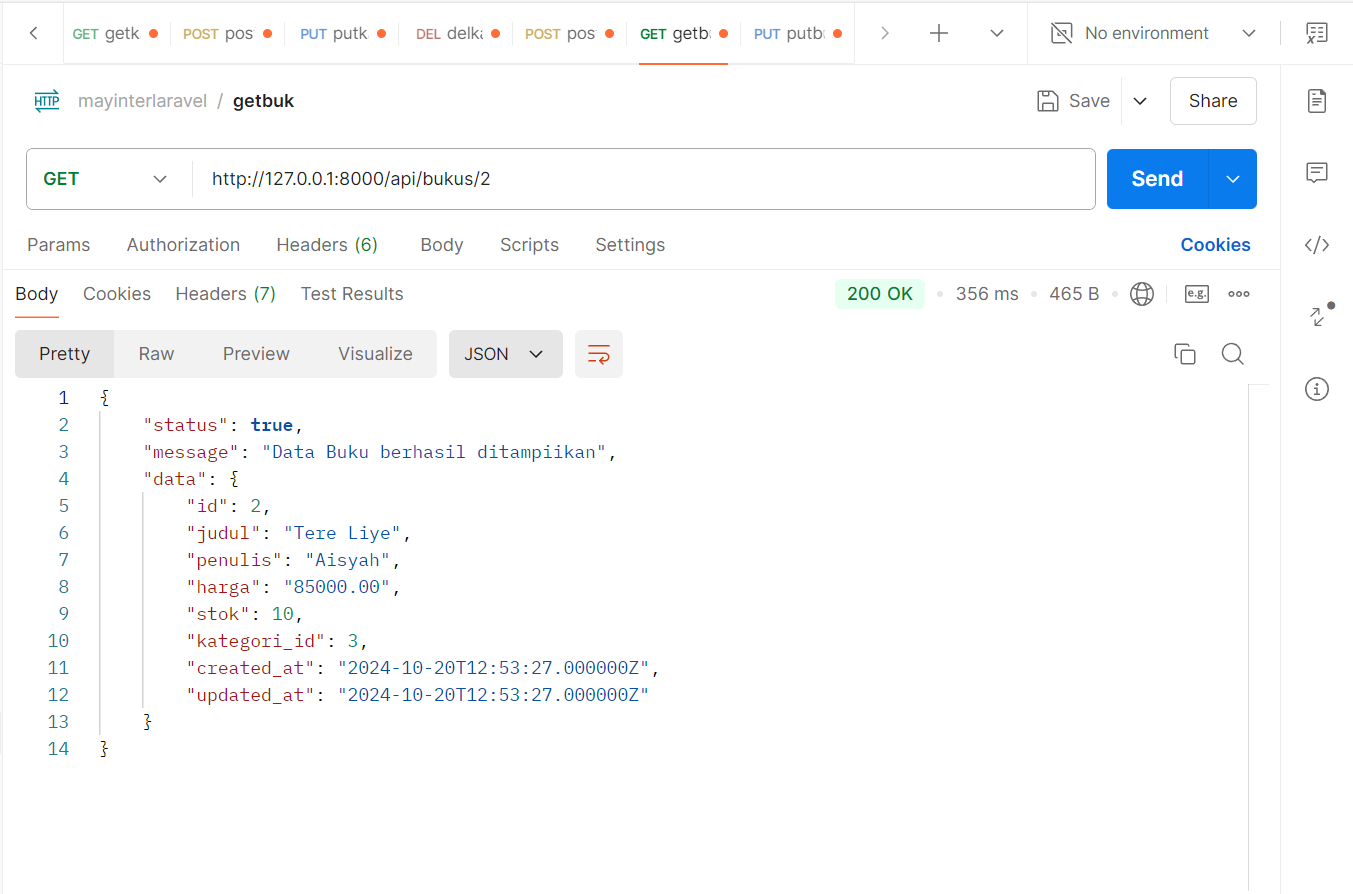 GET getk POST pos PUT putk DEL delka POST pos GET getb PUT putb No environment
HTTP mayinterlaravel / getbuk Save Share
GET http://127.0.0.1:8000/api/bukus/2 Send
Params Authorization Headers (6) Body Scripts Settings Cookies
Body Cookies Headers (7) Test Results 200 OK 356 ms 465 B e.g.
Pretty Raw Preview Visualize JSON
1 {
2 "status": true,
3 "message": "Data Buku berhasil ditampiikan",
4 "data": {
5 "id": 2,
6 "judul": "Tere Liye",
7 "penulis": "Aisyah",
8 "harga": "85000.00",
9 "stok": 10,
10 "kategori_id": 3,
11 "created_at": "2024-10-20T12:53:27.000000Z",
12 "updated_at": "2024-10-20T12:53:27.000000Z"
13 }
14 }